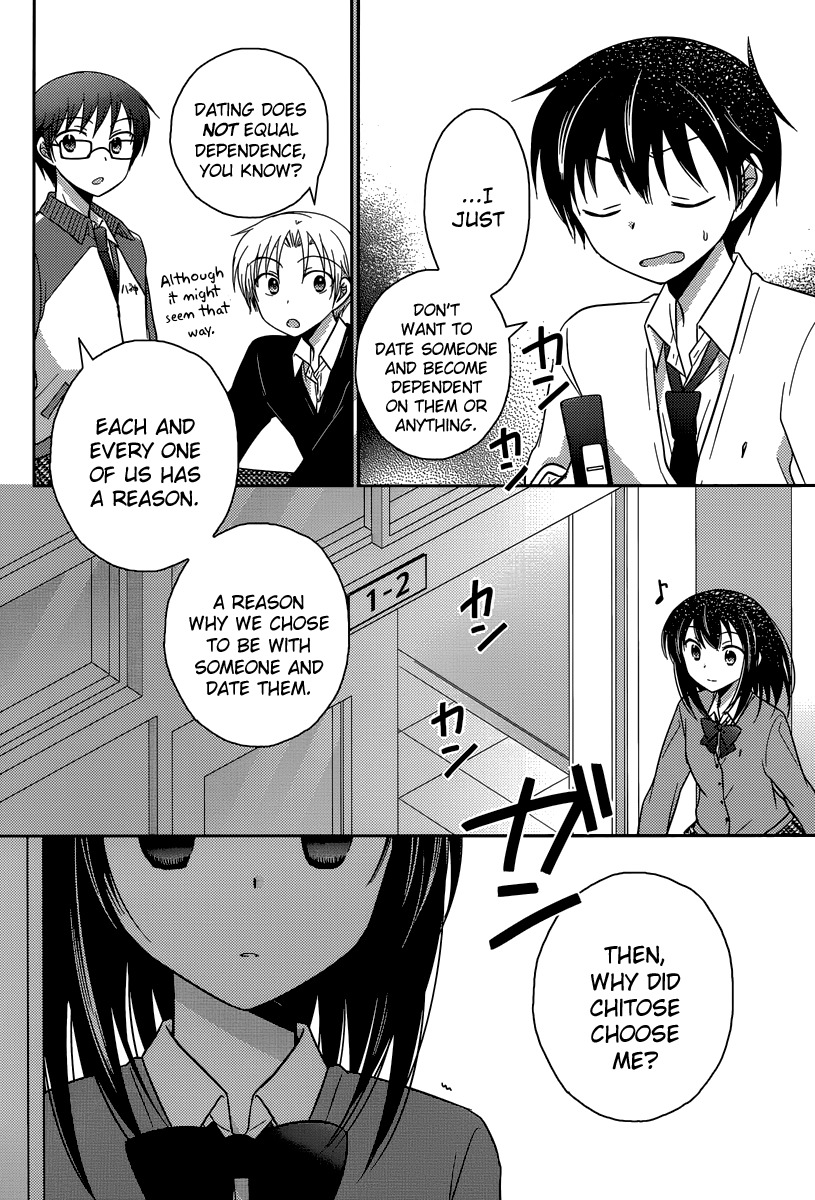 ...I
JUST
DON'T
WANT TO
DATE SOMEONE
AND BECOME
DEPENDENT
ON THEM OR
ANYTHING.
カン
カン
DATING DOES
NOT EQUAL
DEPENDENCE,
YOU KNOW?
Although
it might
seem that
way.
EACH AND
EVERY ONE
OF US HAS
A REASON.
A REASON
WHY WE CHOSE
TO BE WITH
SOMEONE AND
DATE THEM.
1-2
♪
カン
カン
ガン
THEN,
WHY DID
CHITOSE
CHOOSE
ME?